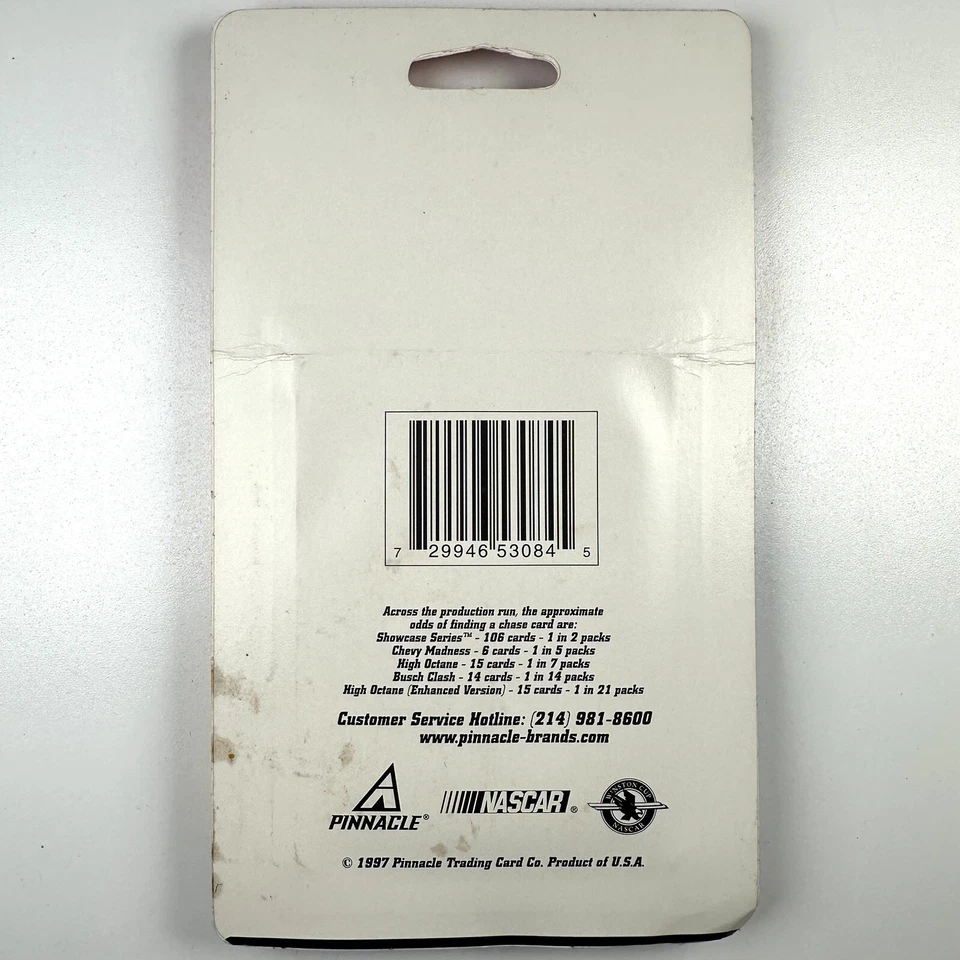 7 29946 53084 5
Across the production run, the approximate
odds of finding a chase card are:
Showcase Series™ - 106 cards - 1 in 2 packs
Chevy Madness - 6 cards - 1 in 5 packs
High Octane - 15 cards - 1 in 7 packs
Busch Clash - 14 cards - 1 in 14 packs
High Octane (Enhanced Version) - 15 cards - 1 in 21 packs
Customer Service Hotline: (214) 981-8600
www.pinnacle-brands.com
PINNACLE®
NASCAR®
WINSTON CUP
NASCAR
© 1997 Pinnacle Trading Card Co. Product of U.S.A.